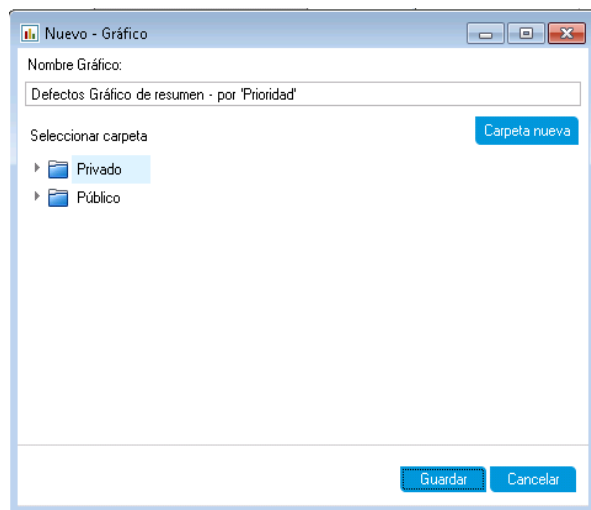 Nuevo - Gráfico
Nombre Gráfico:
Defectos Gráfico de resumen - por 'Prioridad'
Seleccionar carpeta
Carpeta nueva
Privado
Público
Guardar
Cancelar